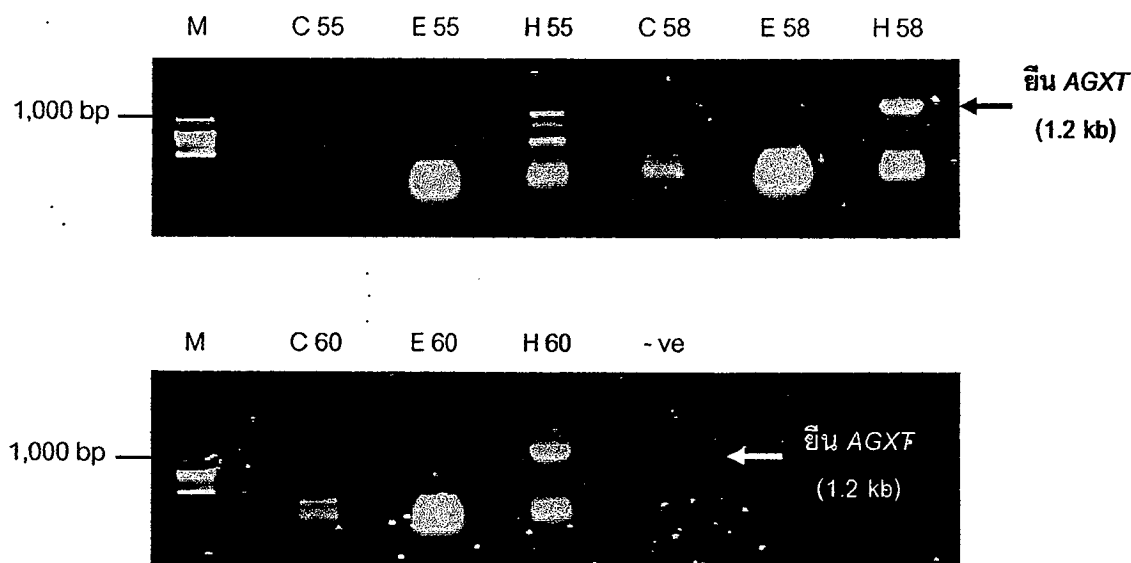 M C 55 E 55 H 55 C 58 E 58 H 58
1,000 bp
ยีน AGXT
(1.2 kb)
M C 60 E 60 H 60 - ve
1,000 bp
ยีน AGXT
(1.2 kb)